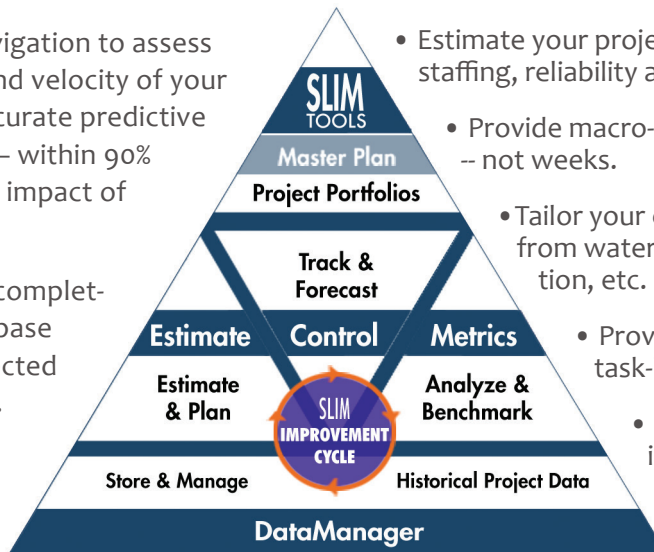 vigation to assess
nd velocity of your
curate predictive
– within 90%
impact of
complet-
base
cted
SLIM
TOOLS
Master Plan
Project Portfolios
Track &
Forecast
Estimate
Control
Metrics
Estimate
& Plan
Analyze &
Benchmark
SLIM
IMPROVEMENT
CYCLE
Store & Manage
Historical Project Data
DataManager
• Estimate your proje
staffing, reliability a
• Provide macro-
-- not weeks.
• Tailor your
from water
tion, etc.
• Prov
task-
•
i